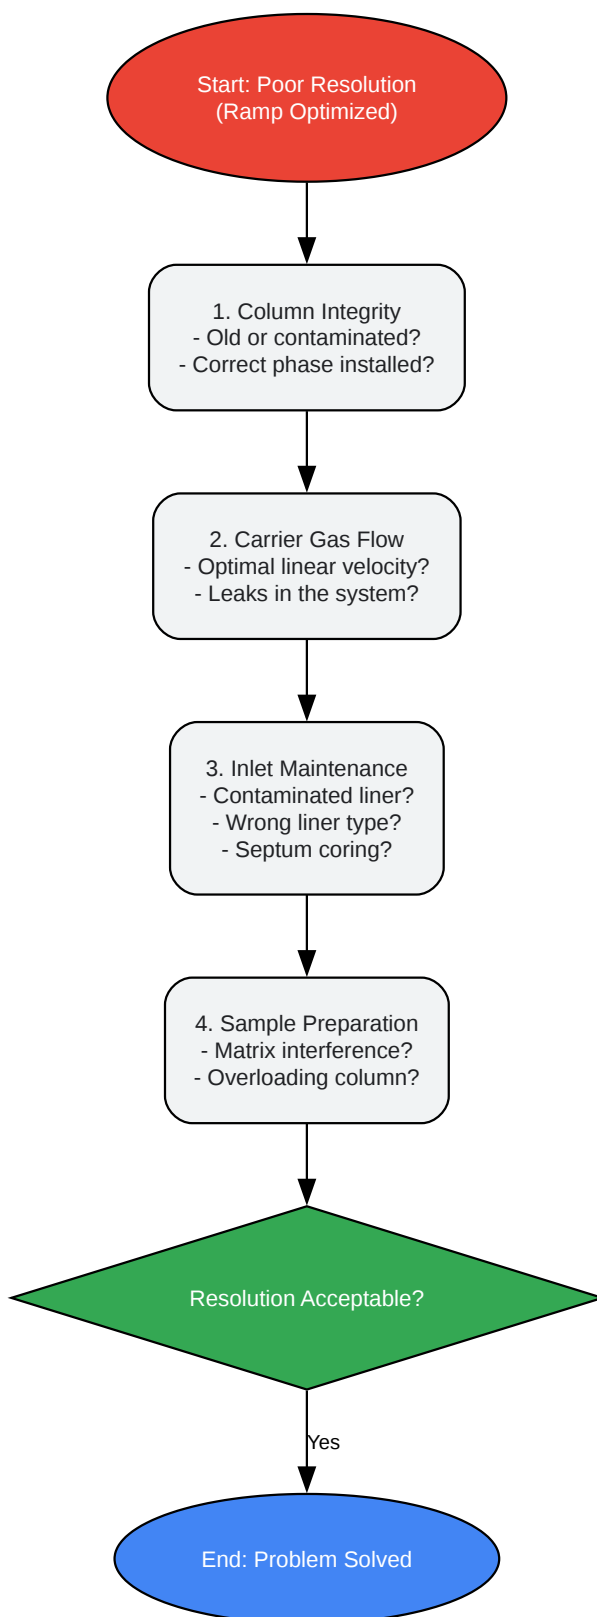 Start: Poor Resolution
(Ramp Optimized)
1. Column Integrity
- Old or contaminated?
- Correct phase installed?
2. Carrier Gas Flow
- Optimal linear velocity?
- Leaks in the system?
3. Inlet Maintenance
- Contaminated liner?
- Wrong liner type?
- Septum coring?
4. Sample Preparation
- Matrix interference?
- Overloading column?
Resolution Acceptable?
Yes
End: Problem Solved